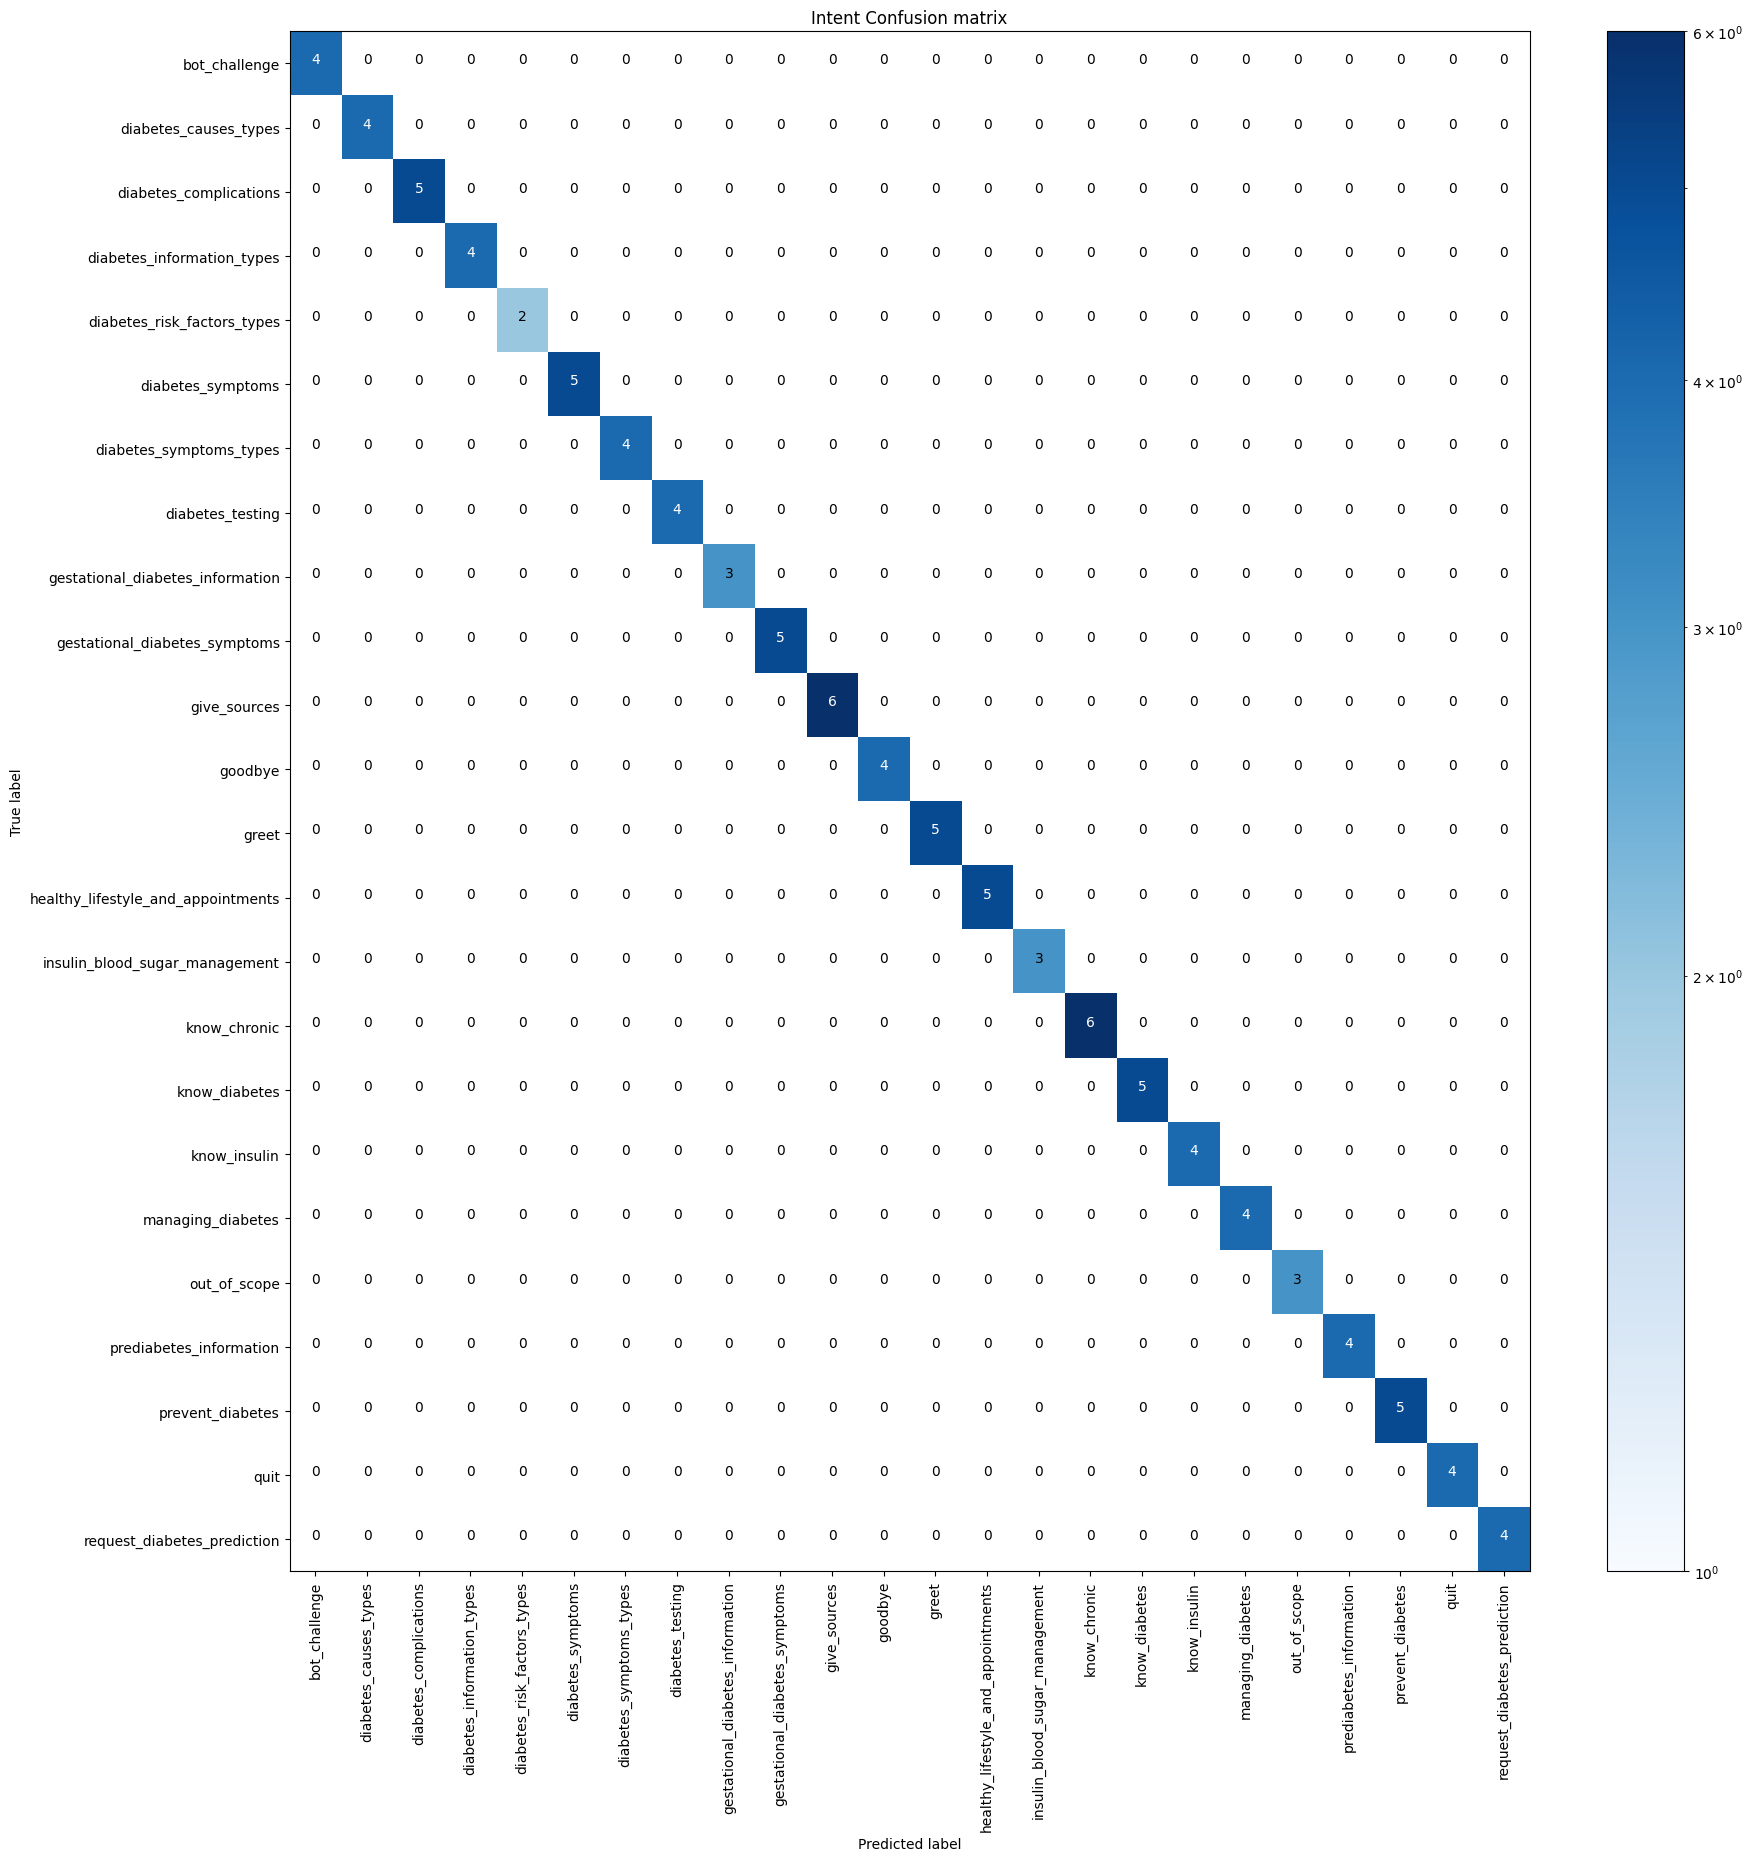 Intent Confusion matrix
bot_challenge 4 0 0 0 0 0 0 0 0 0 0 0 0 0 0 0 0 0 0 0 0 0 0 0
diabetes_causes_types 0 4 0 0 0 0 0 0 0 0 0 0 0 0 0 0 0 0 0 0 0 0 0 0
diabetes_complications 0 0 5 0 0 0 0 0 0 0 0 0 0 0 0 0 0 0 0 0 0 0 0 0
diabetes_information_types 0 0 0 4 0 0 0 0 0 0 0 0 0 0 0 0 0 0 0 0 0 0 0 0
diabetes_risk_factors_types 0 0 0 0 2 0 0 0 0 0 0 0 0 0 0 0 0 0 0 0 0 0 0 0
diabetes_symptoms 0 0 0 0 0 5 0 0 0 0 0 0 0 0 0 0 0 0 0 0 0 0 0 0
diabetes_symptoms_types 0 0 0 0 0 0 4 0 0 0 0 0 0 0 0 0 0 0 0 0 0 0 0 0
diabetes_testing 0 0 0 0 0 0 0 4 0 0 0 0 0 0 0 0 0 0 0 0 0 0 0 0
gestational_diabetes_information 0 0 0 0 0 0 0 0 3 0 0 0 0 0 0 0 0 0 0 0 0 0 0 0
gestational_diabetes_symptoms 0 0 0 0 0 0 0 0 0 5 0 0 0 0 0 0 0 0 0 0 0 0 0 0
give_sources 0 0 0 0 0 0 0 0 0 0 6 0 0 0 0 0 0 0 0 0 0 0 0 0
goodbye 0 0 0 0 0 0 0 0 0 0 0 4 0 0 0 0 0 0 0 0 0 0 0 0
greet 0 0 0 0 0 0 0 0 0 0 0 0 5 0 0 0 0 0 0 0 0 0 0 0
healthy_lifestyle_and_appointments 0 0 0 0 0 0 0 0 0 0 0 0 0 5 0 0 0 0 0 0 0 0 0 0
insulin_blood_sugar_management 0 0 0 0 0 0 0 0 0 0 0 0 0 0 3 0 0 0 0 0 0 0 0 0
know_chronic 0 0 0 0 0 0 0 0 0 0 0 0 0 0 0 6 0 0 0 0 0 0 0 0
know_diabetes 0 0 0 0 0 0 0 0 0 0 0 0 0 0 0 0 5 0 0 0 0 0 0 0
know_insulin 0 0 0 0 0 0 0 0 0 0 0 0 0 0 0 0 0 4 0 0 0 0 0 0
managing_diabetes 0 0 0 0 0 0 0 0 0 0 0 0 0 0 0 0 0 0 4 0 0 0 0 0
out_of_scope 0 0 0 0 0 0 0 0 0 0 0 0 0 0 0 0 0 0 0 3 0 0 0 0
prediabetes_information 0 0 0 0 0 0 0 0 0 0 0 0 0 0 0 0 0 0 0 0 4 0 0 0
prevent_diabetes 0 0 0 0 0 0 0 0 0 0 0 0 0 0 0 0 0 0 0 0 0 5 0 0
quit 0 0 0 0 0 0 0 0 0 0 0 0 0 0 0 0 0 0 0 0 0 0 4 0
request_diabetes_prediction 0 0 0 0 0 0 0 0 0 0 0 0 0 0 0 0 0 0 0 0 0 0 0 4
True label
bot_challenge
diabetes_causes_types
diabetes_complications
diabetes_information_types
diabetes_risk_factors_types
diabetes_symptoms
diabetes_symptoms_types
diabetes_testing
gestational_diabetes_information
gestational_diabetes_symptoms
give_sources
goodbye
greet
healthy_lifestyle_and_appointments
insulin_blood_sugar_management
know_chronic
know_diabetes
know_insulin
managing_diabetes
out_of_scope
prediabetes_information
prevent_diabetes
quit
request_diabetes_prediction
Predicted label
6 × 10⁰
4 × 10⁰
3 × 10⁰
2 × 10⁰
10⁰